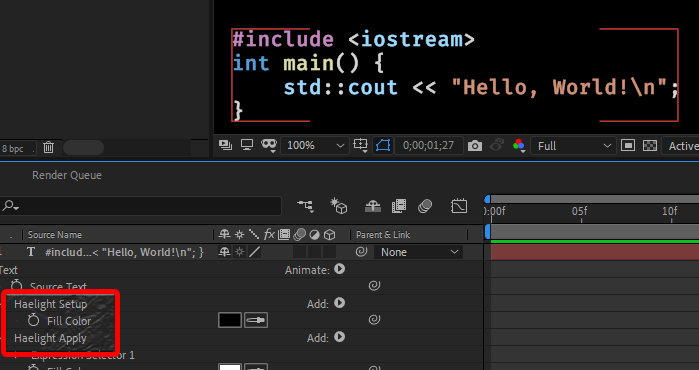 #include <iostream>
int main() {
std::cout << "Hello, World!\n";
}
8 bpc
100%
0;00;01;27
Full
Active
Render Queue
:00f
05f
10f
.
Source Name
fx
Parent & Link
T
#includ...< "Hello, World!\n"; }
None
Text
Animate:
Source Text
Haelight Setup
Add:
Fill Color
Haelight Apply
Add:
Expression Selector 1
Fill Color